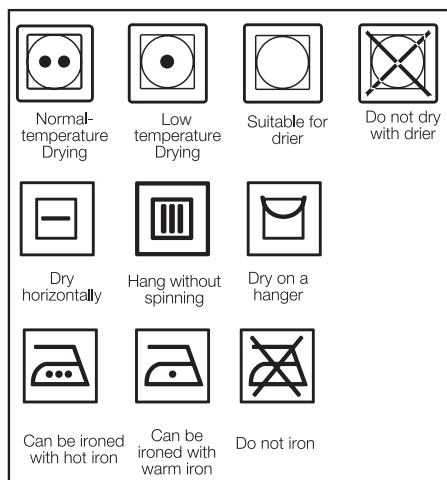 Normal-
temperature
Drying
Low
temperature
Drying
Suitable for
drier
Do not dry
with drier
Dry
horizontally
Hang without
spinning
Dry on a
hanger
Can be ironed
with hot iron
Can be
ironed with
warm iron
Do not iron